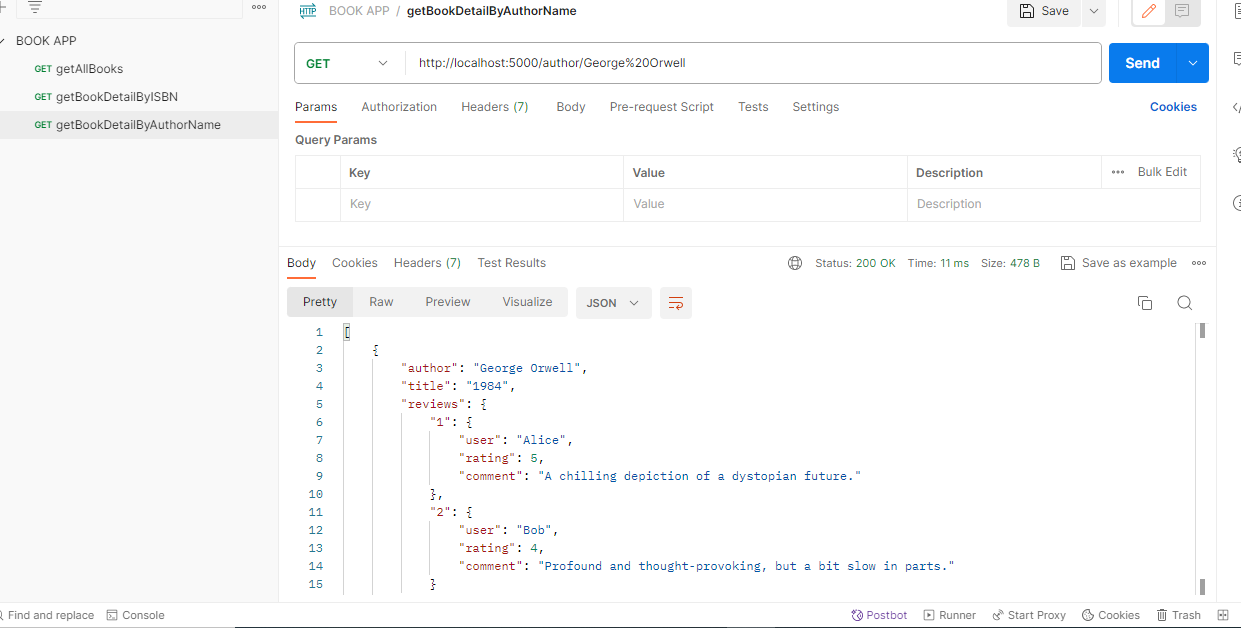 BOOK APP / getBookDetailByAuthorName
Save
BOOK APP
GET getAllBooks
GET getBookDetailByISBN
GET getBookDetailByAuthorName
HTTP
GET http://localhost:5000/author/George%20Orwell Send
Params Authorization Headers (7) Body Pre-request Script Tests Settings Cookies
Query Params
Key Value Description ••• Bulk Edit
Key Value Description
Body Cookies Headers (7) Test Results Status: 200 OK Time: 11 ms Size: 478 B Save as example
Pretty Raw Preview Visualize JSON
1 [
2 {
3 "author": "George Orwell",
4 "title": "1984",
5 "reviews": {
6 "1": {
7 "user": "Alice",
8 "rating": 5,
9 "comment": "A chilling depiction of a dystopian future."
10 },
11 "2": {
12 "user": "Bob",
13 "rating": 4,
14 "comment": "Profound and thought-provoking, but a bit slow in parts."
15 }
Find and replace Console Postbot Runner Start Proxy Cookies Trash